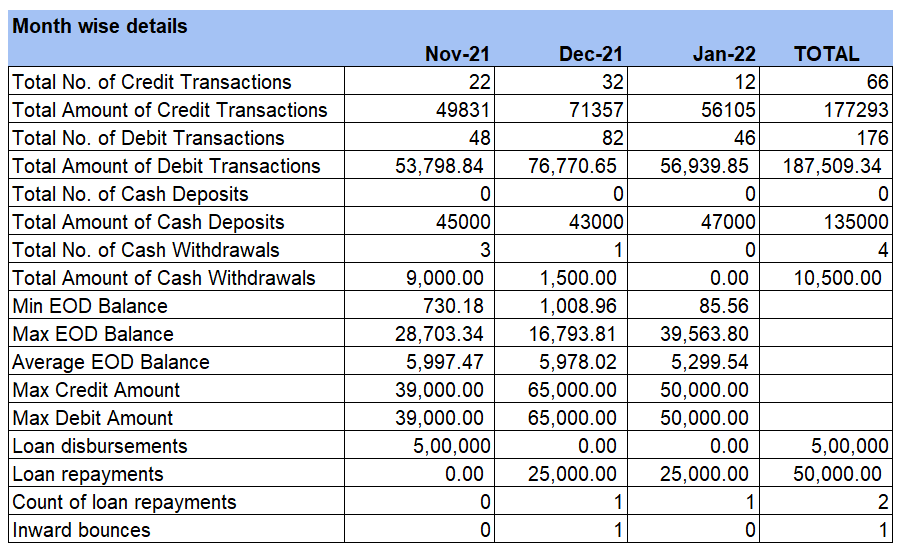 Month wise details
Nov-21 Dec-21 Jan-22 TOTAL
Total No. of Credit Transactions 22 32 12 66
Total Amount of Credit Transactions 49831 71357 56105 177293
Total No. of Debit Transactions 48 82 46 176
Total Amount of Debit Transactions 53,798.84 76,770.65 56,939.85 187,509.34
Total No. of Cash Deposits 0 0 0 0
Total Amount of Cash Deposits 45000 43000 47000 135000
Total No. of Cash Withdrawals 3 1 0 4
Total Amount of Cash Withdrawals 9,000.00 1,500.00 0.00 10,500.00
Min EOD Balance 730.18 1,008.96 85.56
Max EOD Balance 28,703.34 16,793.81 39,563.80
Average EOD Balance 5,997.47 5,978.02 5,299.54
Max Credit Amount 39,000.00 65,000.00 50,000.00
Max Debit Amount 39,000.00 65,000.00 50,000.00
Loan disbursements 5,00,000 0.00 0.00 5,00,000
Loan repayments 0.00 25,000.00 25,000.00 50,000.00
Count of loan repayments 0 1 1 2
Inward bounces 0 1 0 1